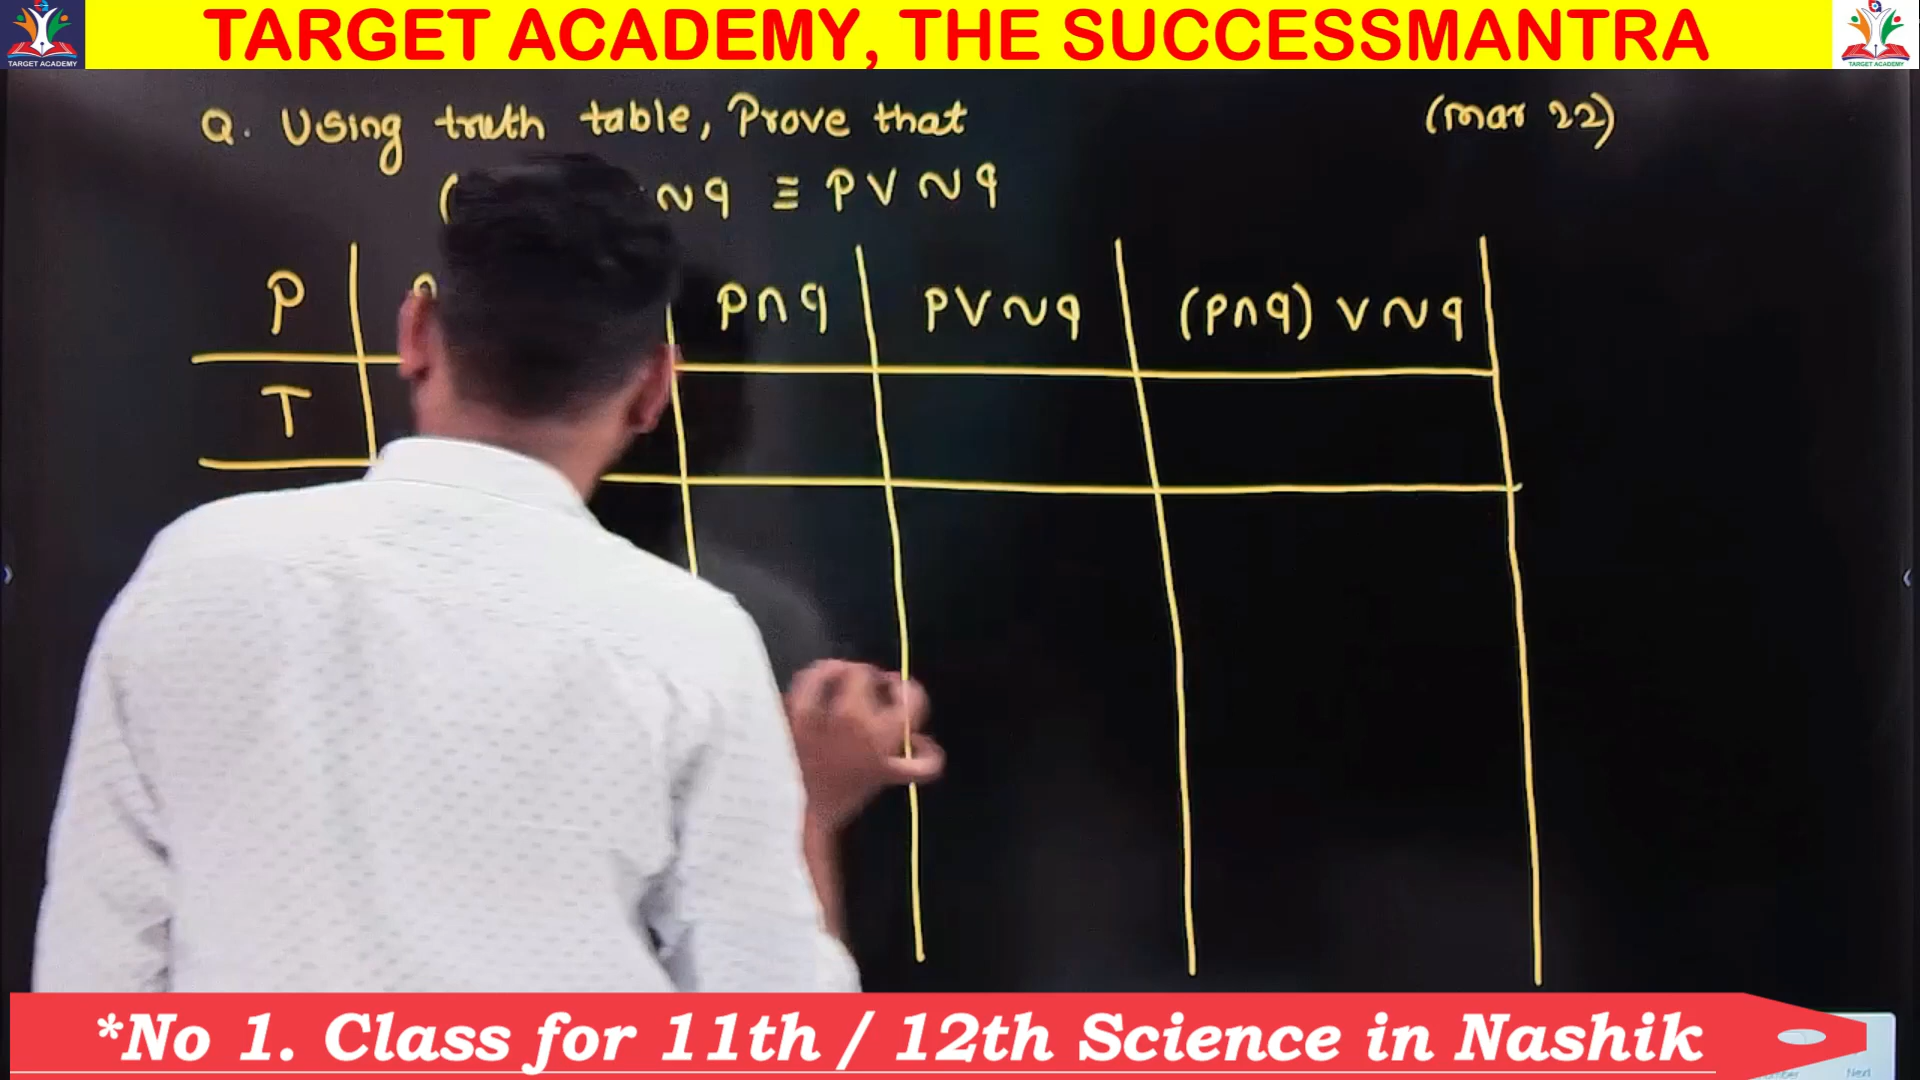 TARGET ACADEMY, THE SUCCESSMANTRA
TARGET ACADEMY
TARGET ACADEMY
Q. Using truth table, Prove that
(Mar 22)
( ~q ≡ P V ~q
P
P∧q
P V ~q
(P∧q) V ~q
T
*No 1. Class for 11th / 12th Science in Nashik
Next